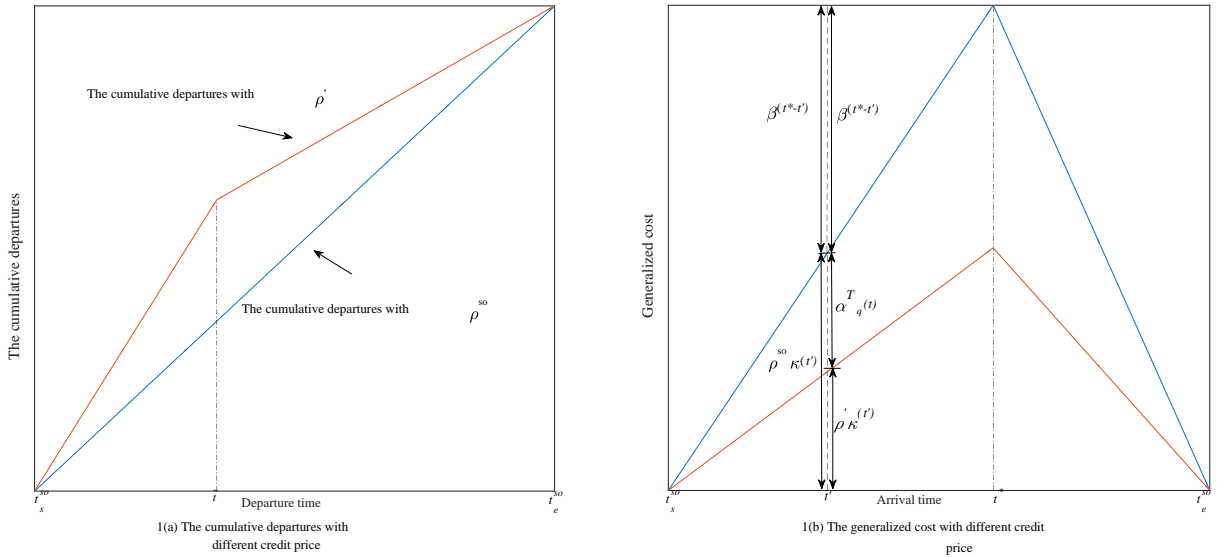 The cumulative departures
The cumulative departures with ρ'
The cumulative departures with ρ^so
t_s^so t̃ Departure time t_e^so
1(a) The cumulative departures with
different credit price
Generalized cost
β(t*-t') β(t*-t')
α T_q(t)
ρ^so κ(t')
ρ' κ(t')
t_s^so t' Arrival time t* t_e^so
1(b) The generalized cost with different credit
price